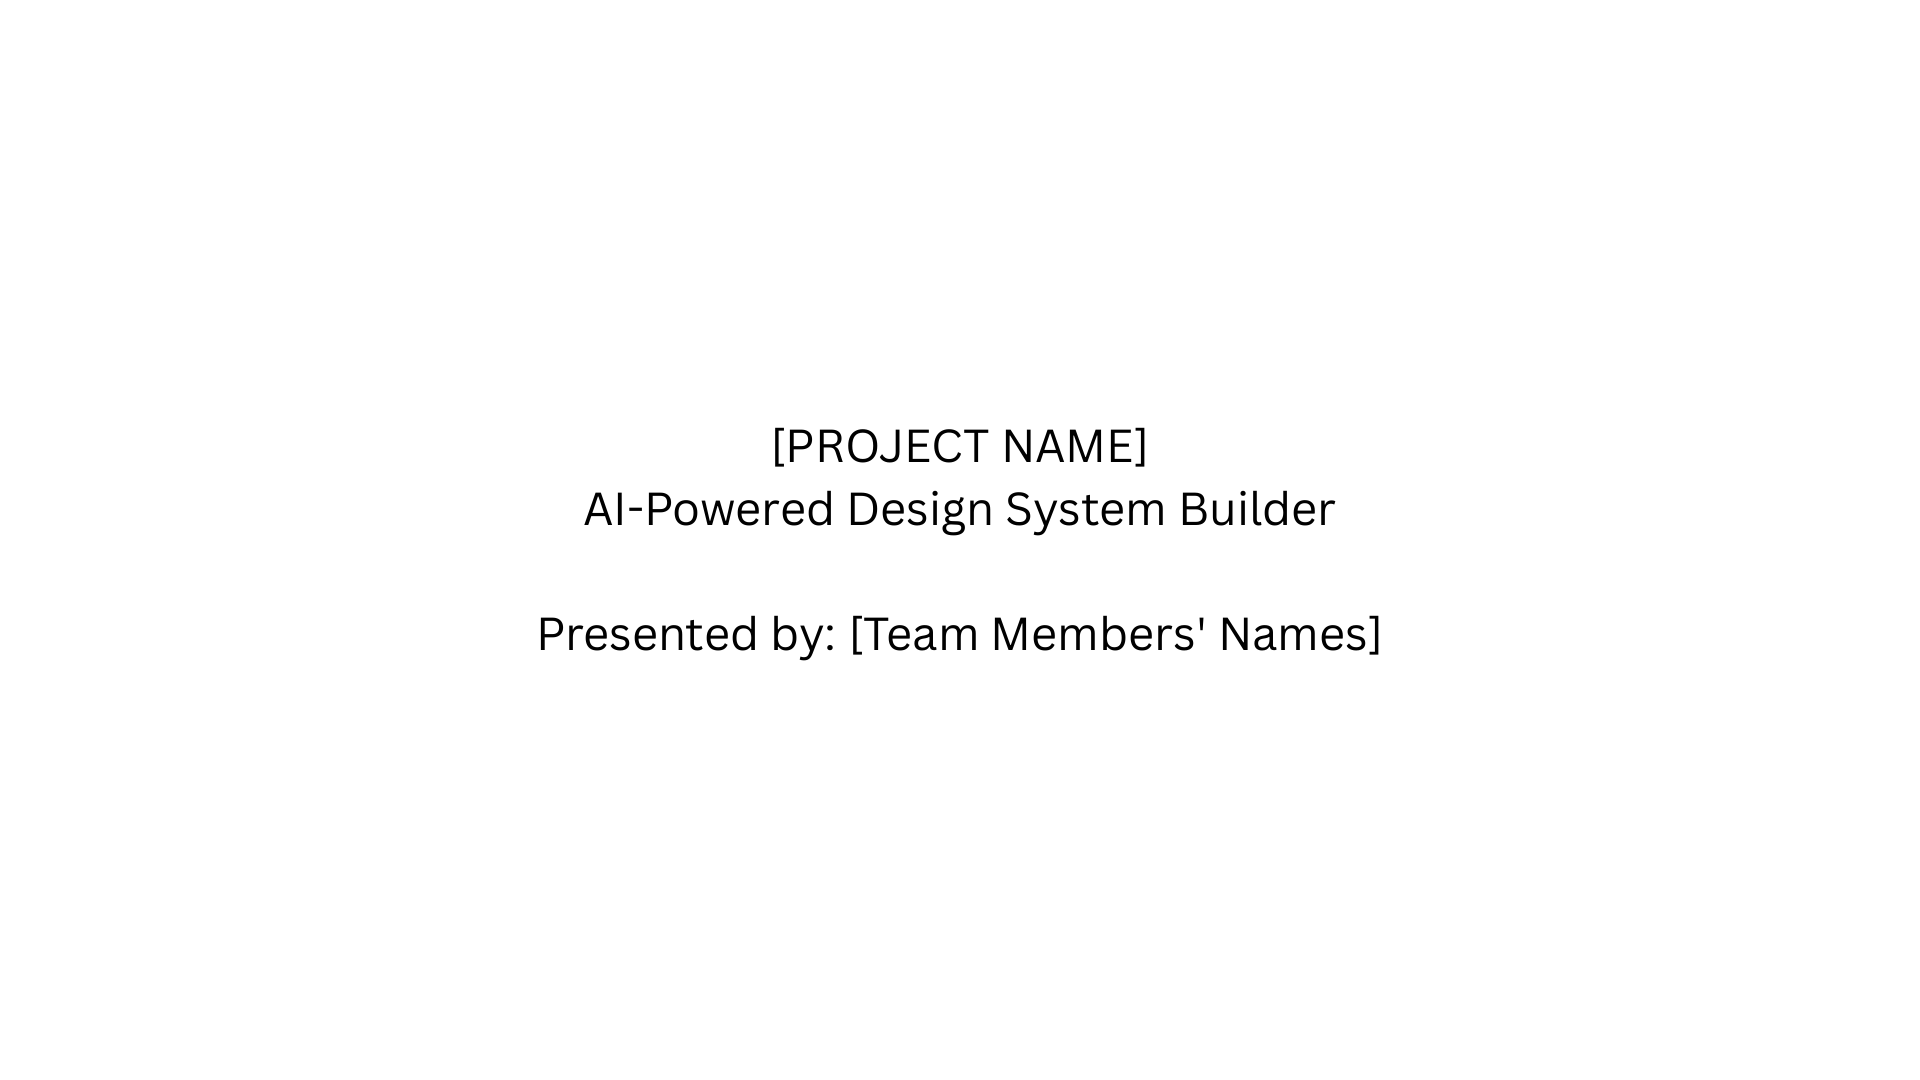 [PROJECT NAME]
AI-Powered Design System Builder
Presented by: [Team Members' Names]